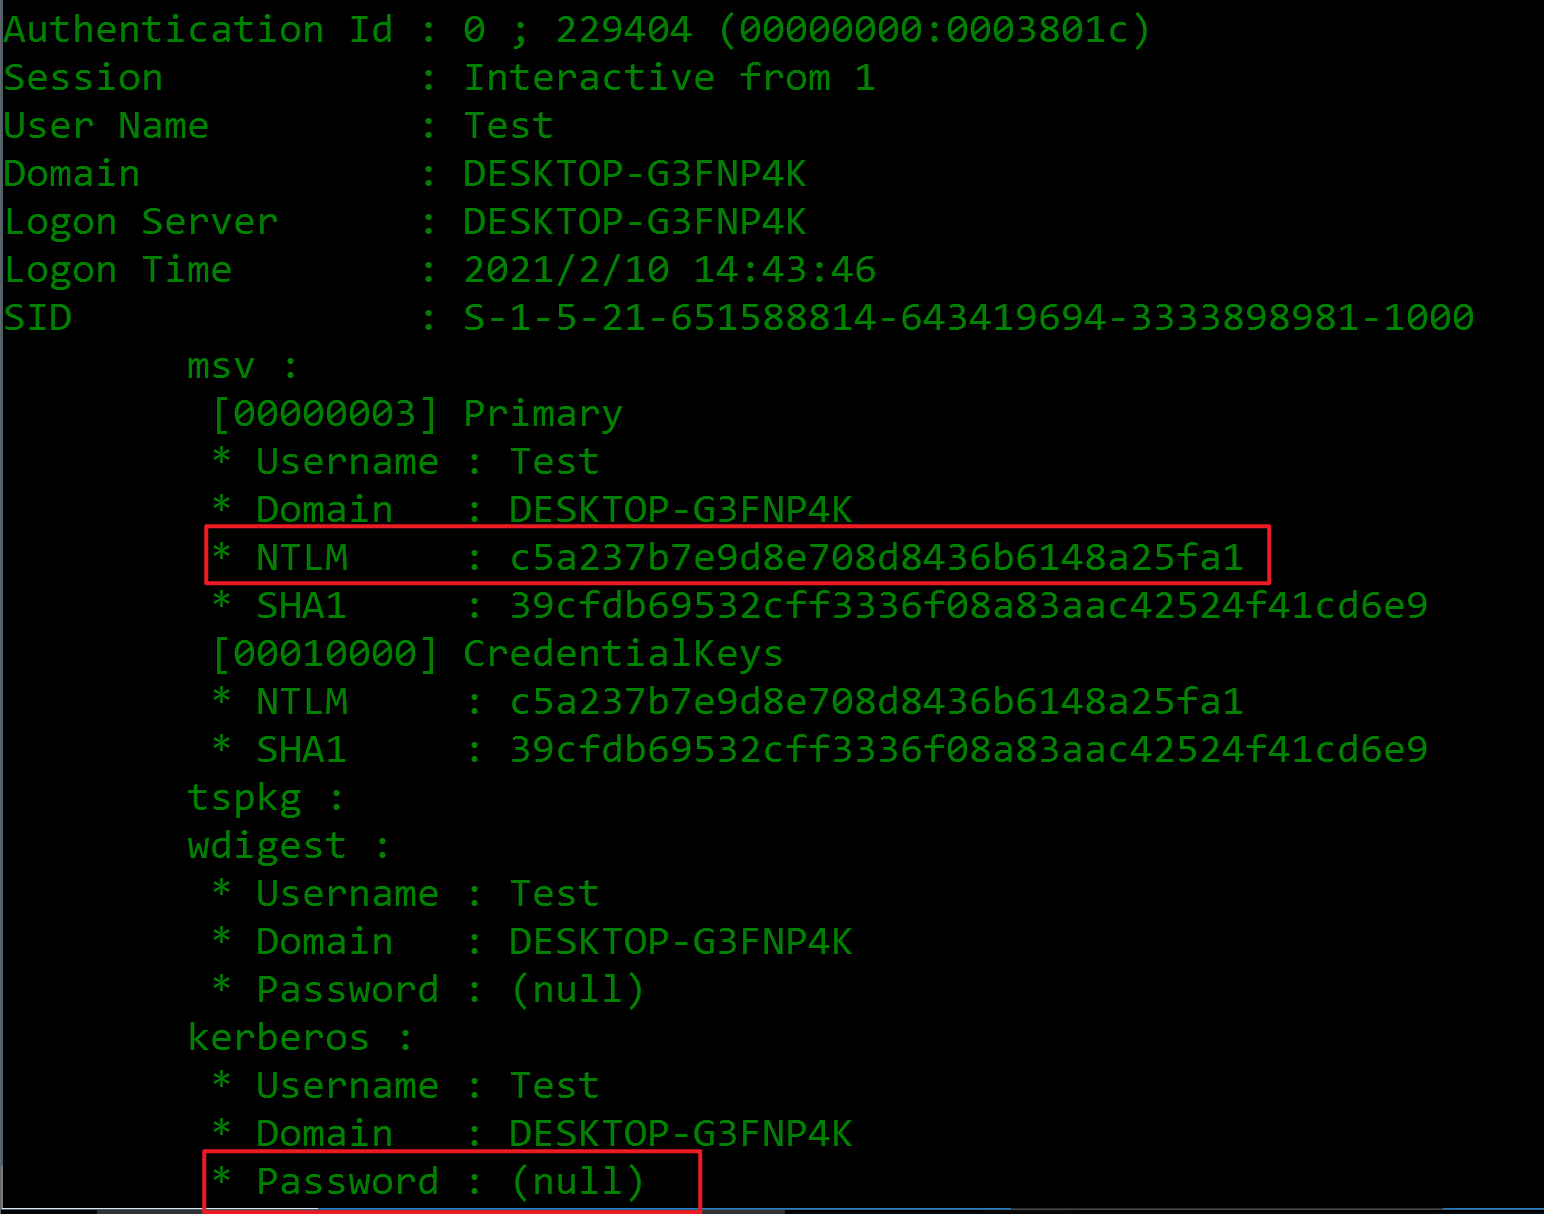 Authentication Id : 0 ; 229404 (00000000:0003801c)
Session           : Interactive from 1
User Name         : Test
Domain            : DESKTOP-G3FNP4K
Logon Server      : DESKTOP-G3FNP4K
Logon Time        : 2021/2/10 14:43:46
SID               : S-1-5-21-651588814-643419694-3333898981-1000
        msv :
         [00000003] Primary
         * Username : Test
         * Domain   : DESKTOP-G3FNP4K
         * NTLM     : c5a237b7e9d8e708d8436b6148a25fa1
         * SHA1     : 39cfdb69532cff3336f08a83aac42524f41cd6e9
         [00010000] CredentialKeys
         * NTLM     : c5a237b7e9d8e708d8436b6148a25fa1
         * SHA1     : 39cfdb69532cff3336f08a83aac42524f41cd6e9
        tspkg :
        wdigest :
         * Username : Test
         * Domain   : DESKTOP-G3FNP4K
         * Password : (null)
        kerberos :
         * Username : Test
         * Domain   : DESKTOP-G3FNP4K
         * Password : (null)